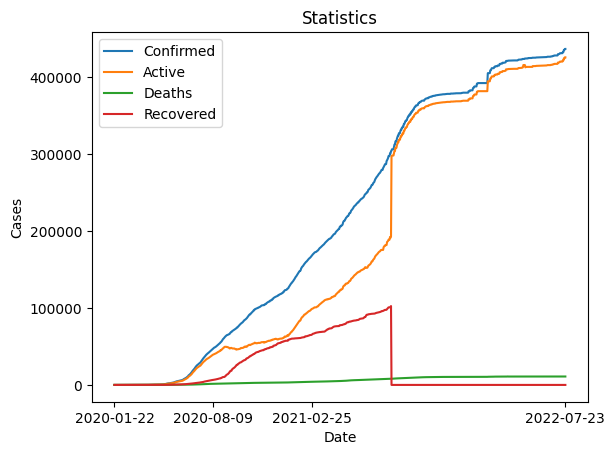 Statistics
Confirmed
Active
Deaths
Recovered
400000
300000
200000
100000
0
Cases
2020-01-22 2020-08-09 2021-02-25 2022-07-23
Date